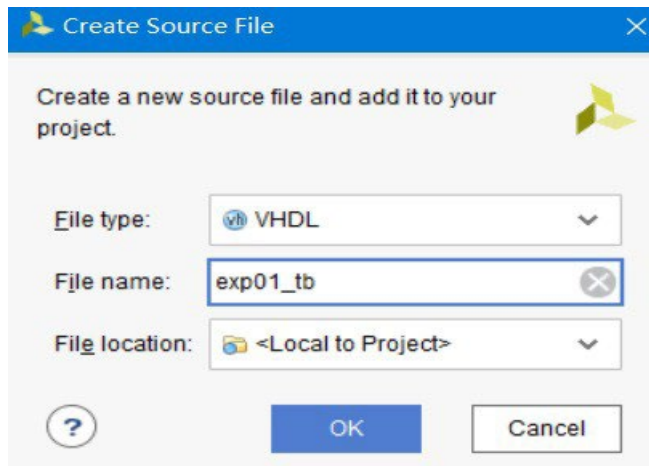 Create Source File
Create a new source file and add it to your
project.
File type: vh VHDL
File name: exp01_tb
File location: <Local to Project>
? OK Cancel